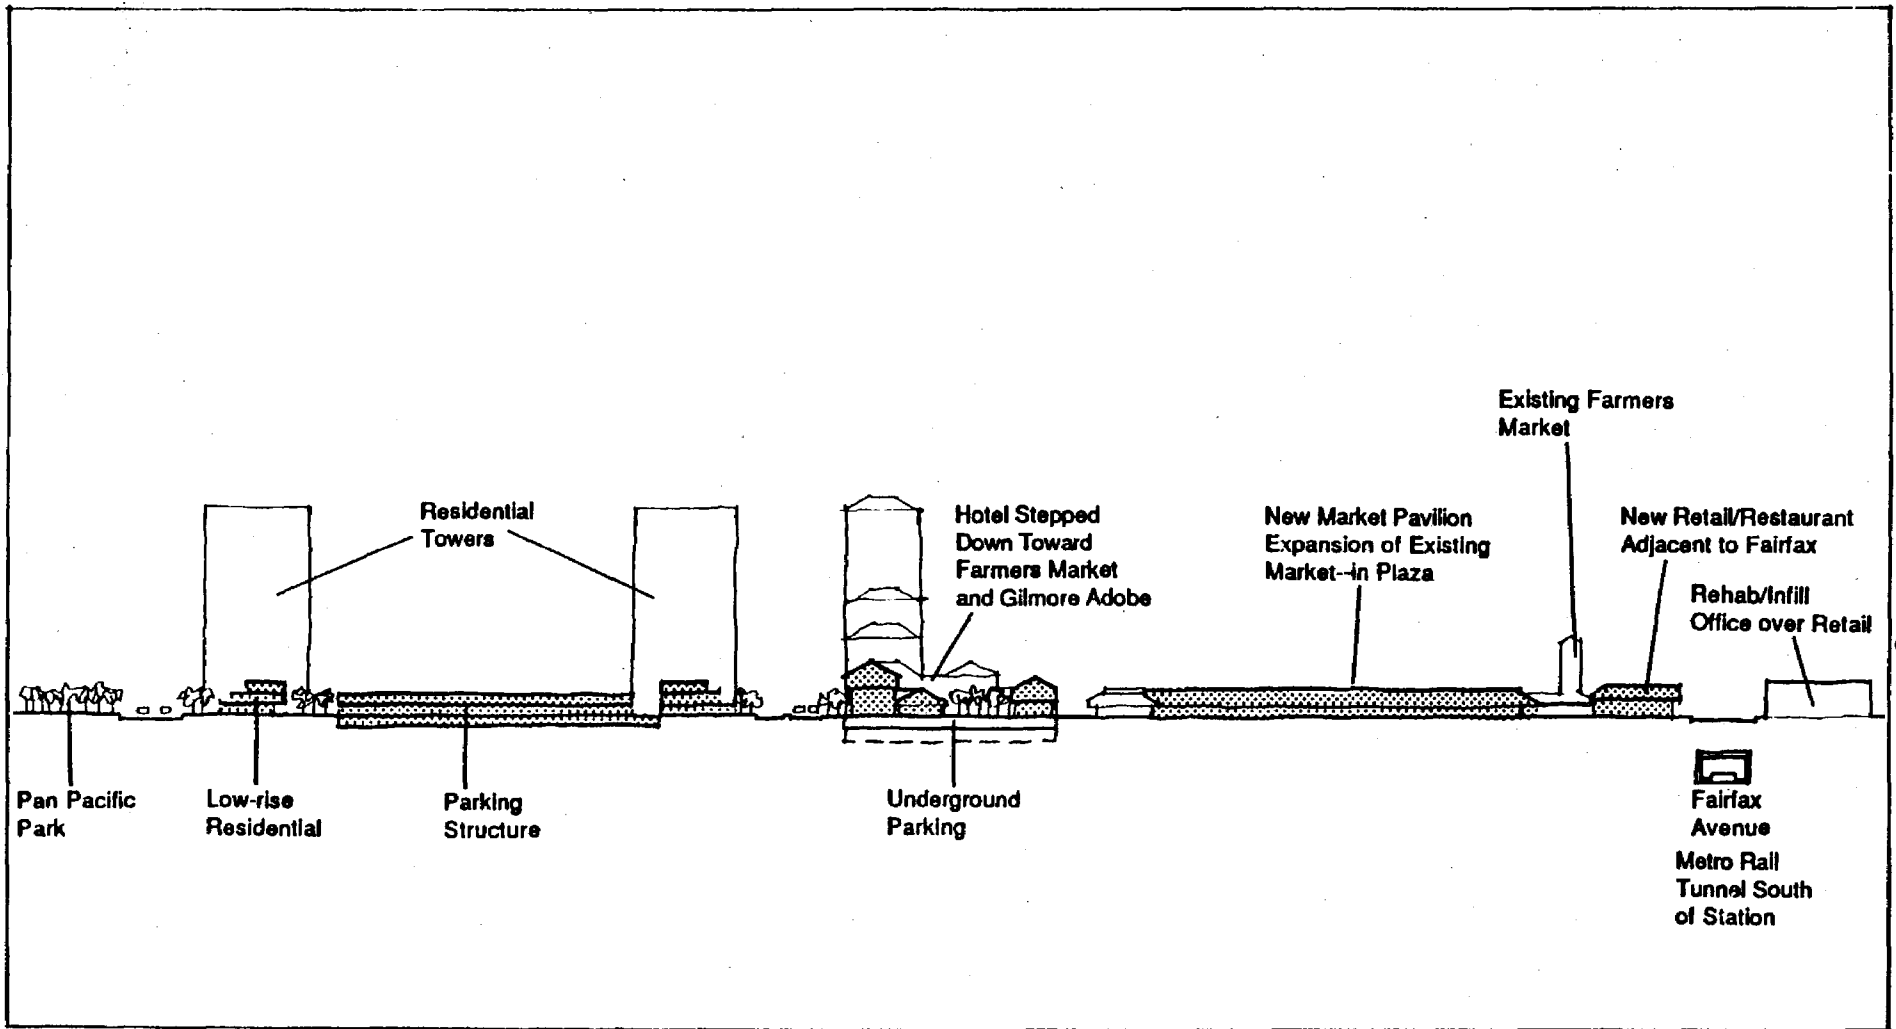 Existing Farmers
Market
Residential
Towers
Hotel Stepped
Down Toward
Farmers Market
and Gilmore Adobe
New Market Pavilion
Expansion of Existing
Market--in Plaza
New Retail/Restaurant
Adjacent to Fairfax
Rehab/Infill
Office over Retail
Pan Pacific
Park
Low-rise
Residential
Parking
Structure
Underground
Parking
Fairfax
Avenue
Metro Rail
Tunnel South
of Station